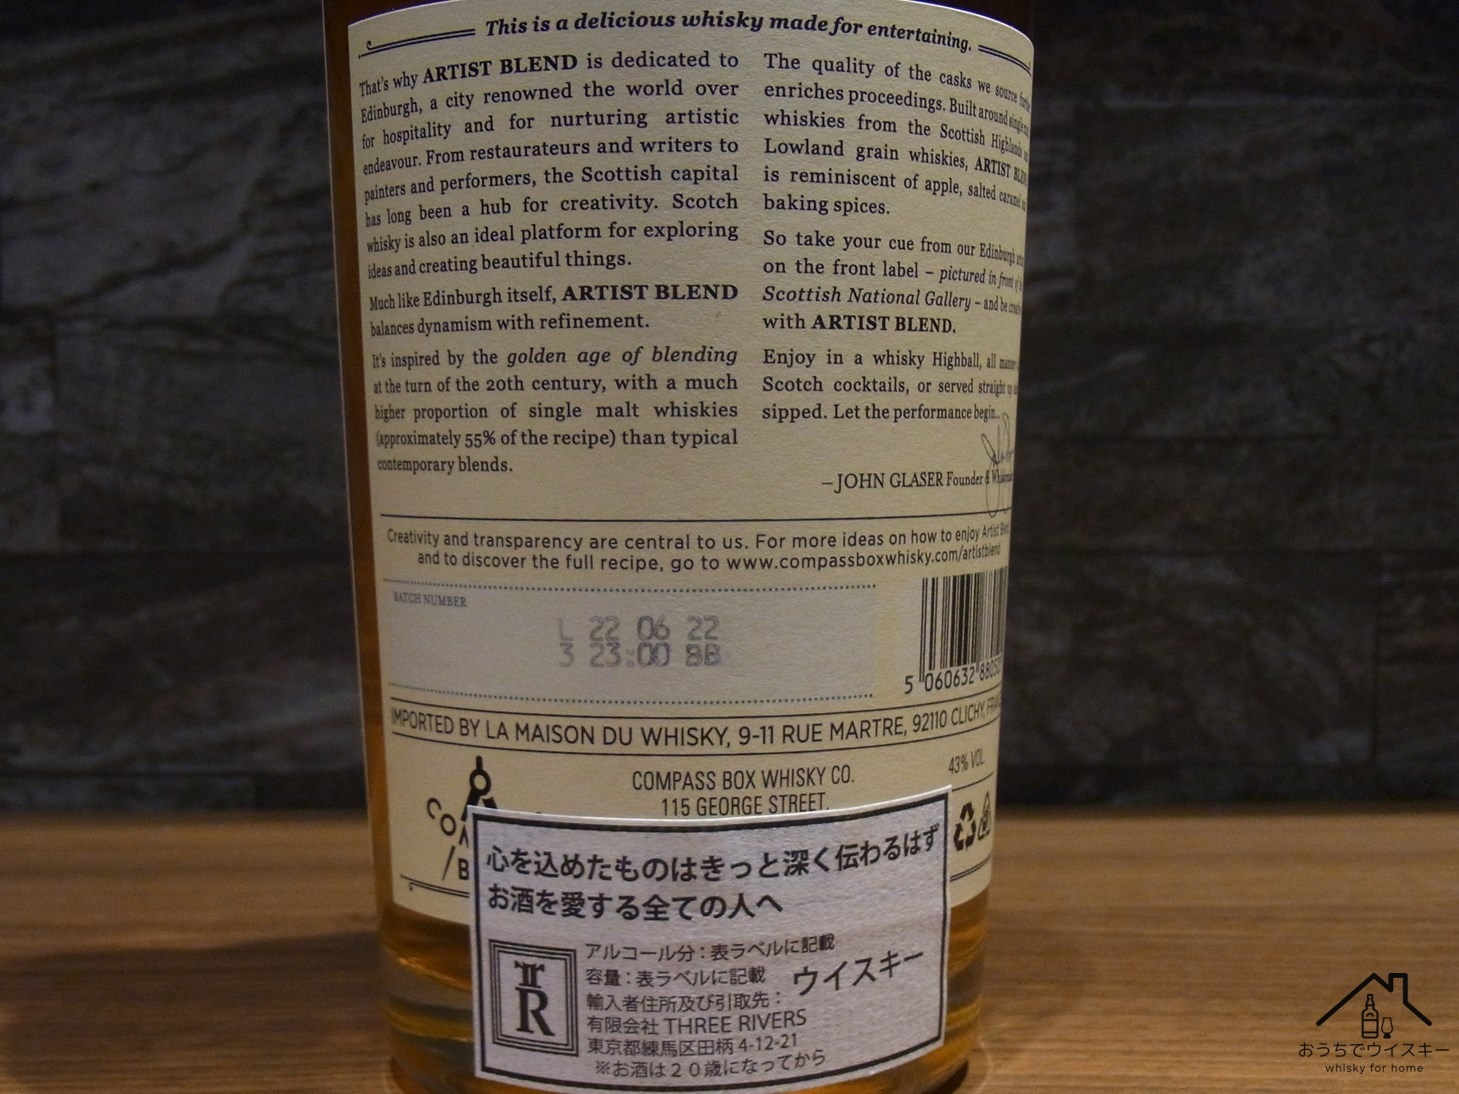 This is a delicious whisky made for entertaining.
That's why ARTIST BLEND is dedicated to
Edinburgh, a city renowned the world over
for hospitality and for nurturing artistic
endeavour. From restaurateurs and writers to
painters and performers, the Scottish capital
has long been a hub for creativity. Scotch
whisky is also an ideal platform for exploring
ideas and creating beautiful things.
Much like Edinburgh itself, ARTIST BLEND
balances dynamism with refinement.
It's inspired by the golden age of blending
at the turn of the 20th century, with a much
higher proportion of single malt whiskies
(approximately 55% of the recipe) than typical
contemporary blends.
The quality of the casks we source
enriches proceedings. Built around single
whiskies from the Scottish Highlands
Lowland grain whiskies, ARTIST
is reminiscent of apple, salted caramel
baking spices.
So take your cue from our Edinburgh
on the front label – pictured in front
Scottish National Gallery – and be
with ARTIST BLEND.
Enjoy in a whisky Highball, all
Scotch cocktails, or served straight up
sipped. Let the performance begin...
– JOHN GLASER Founder &
Creativity and transparency are central to us. For more ideas on how to enjoy Artist
and to discover the full recipe, go to www.compassboxwhisky.com/artistblend
BATCH NUMBER
L 22 06 22
3 23:00 BB
5 060632
IMPORTED BY LA MAISON DU WHISKY, 9-11 RUE MARTRE, 92110 CLICHY,
43% VOL
COMPASS BOX WHISKY CO.
115 GEORGE STREET,
心を込めたものはきっと深く伝わるはず
お酒を愛する全ての人へ
アルコール分：表ラベルに記載
容量：表ラベルに記載 ウイスキー
輸入者住所及び引取先：
有限会社 THREE RIVERS
東京都練馬区田柄 4-12-21
※お酒は２０歳になってから
TR
おうちでウイスキー
whisky for home